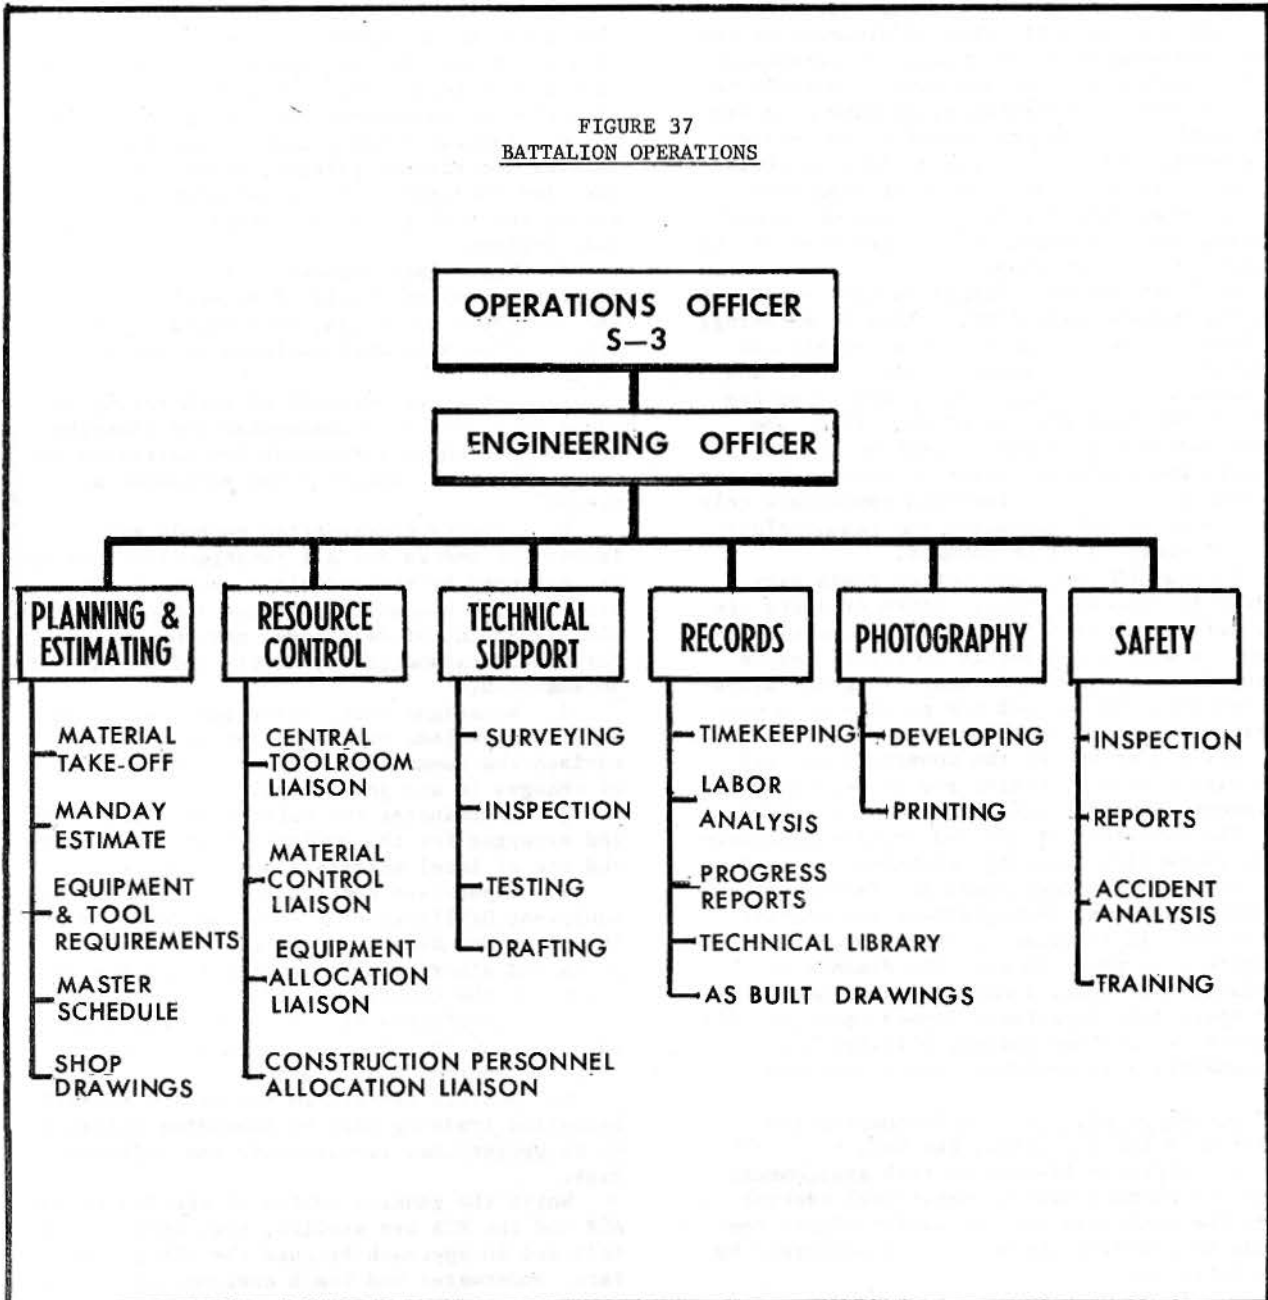 FIGURE 37
BATTALION OPERATIONS
OPERATIONS OFFICER
S-3
ENGINEERING OFFICER
PLANNING &
ESTIMATING
MATERIAL
TAKE-OFF
MANDAY
ESTIMATE
EQUIPMENT
& TOOL
REQUIREMENTS
MASTER
SCHEDULE
SHOP
DRAWINGS
RESOURCE
CONTROL
CENTRAL
TOOLROOM
LIAISON
MATERIAL
CONTROL
LIAISON
EQUIPMENT
ALLOCATION
LIAISON
CONSTRUCTION PERSONNEL
ALLOCATION LIAISON
TECHNICAL
SUPPORT
SURVEYING
INSPECTION
TESTING
DRAFTING
RECORDS
TIMEKEEPING
LABOR
ANALYSIS
PROGRESS
REPORTS
TECHNICAL LIBRARY
AS BUILT DRAWINGS
PHOTOGRAPHY
DEVELOPING
PRINTING
SAFETY
INSPECTION
REPORTS
ACCIDENT
ANALYSIS
TRAINING